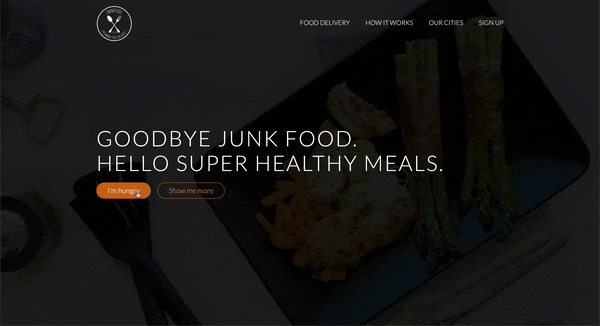 FOOD DELIVERY
HOW IT WORKS
OUR CITIES
SIGN UP
GOODBYE JUNK FOOD.
HELLO SUPER HEALTHY MEALS.
I'm hungry
Show me more